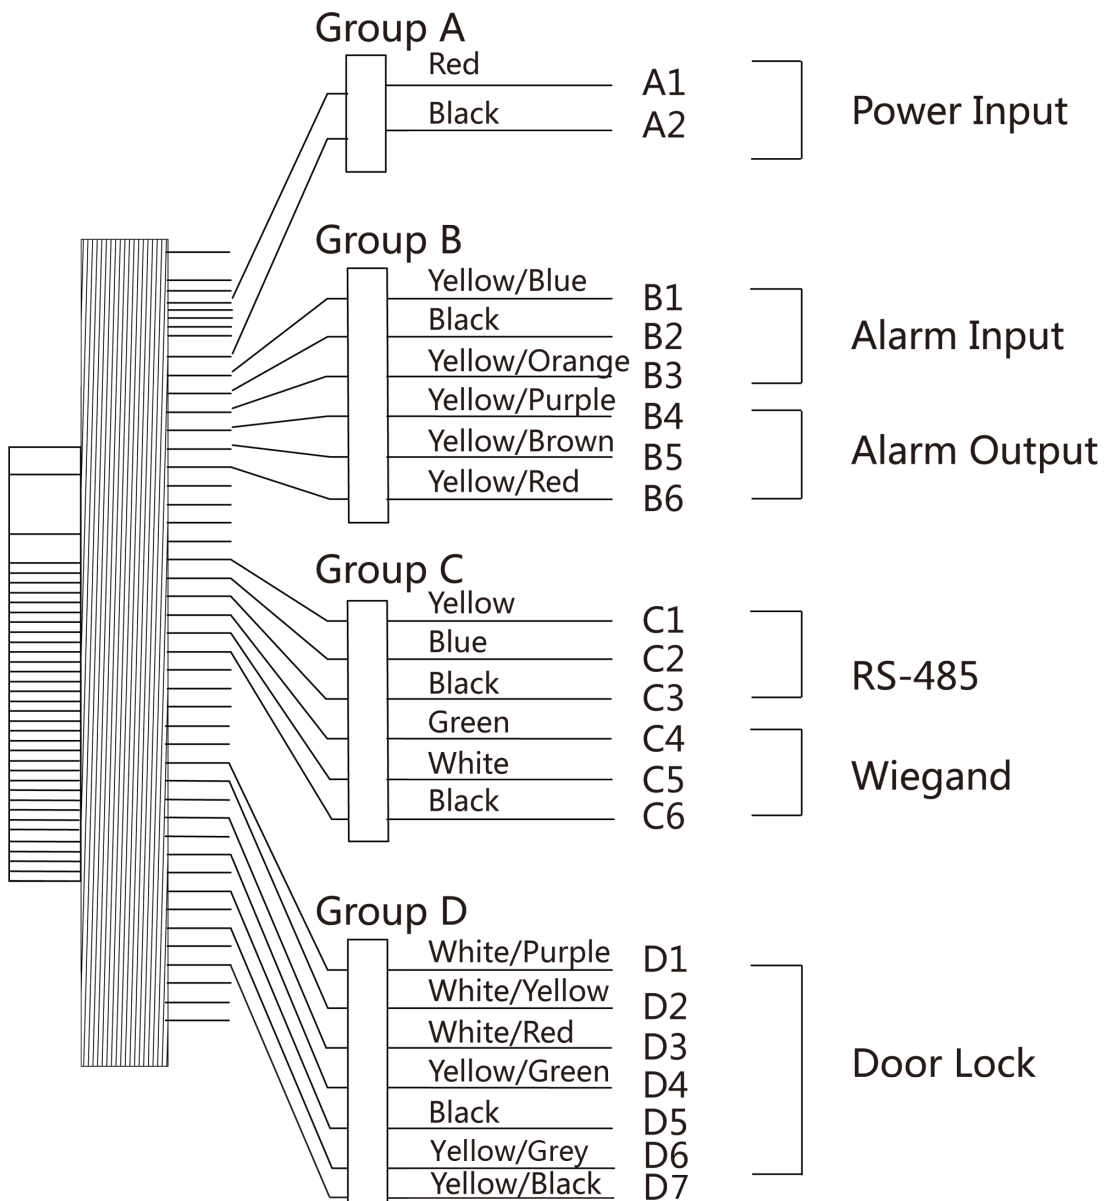 Group A
Red A1
Black A2
Power Input
Group B
Yellow/Blue B1
Black B2
Yellow/Orange B3
Alarm Input
Yellow/Purple B4
Yellow/Brown B5
Yellow/Red B6
Alarm Output
Group C
Yellow C1
Blue C2
Black C3
RS-485
Green C4
White C5
Black C6
Wiegand
Group D
White/Purple D1
White/Yellow D2
White/Red D3
Yellow/Green D4
Black D5
Yellow/Grey D6
Yellow/Black D7
Door Lock